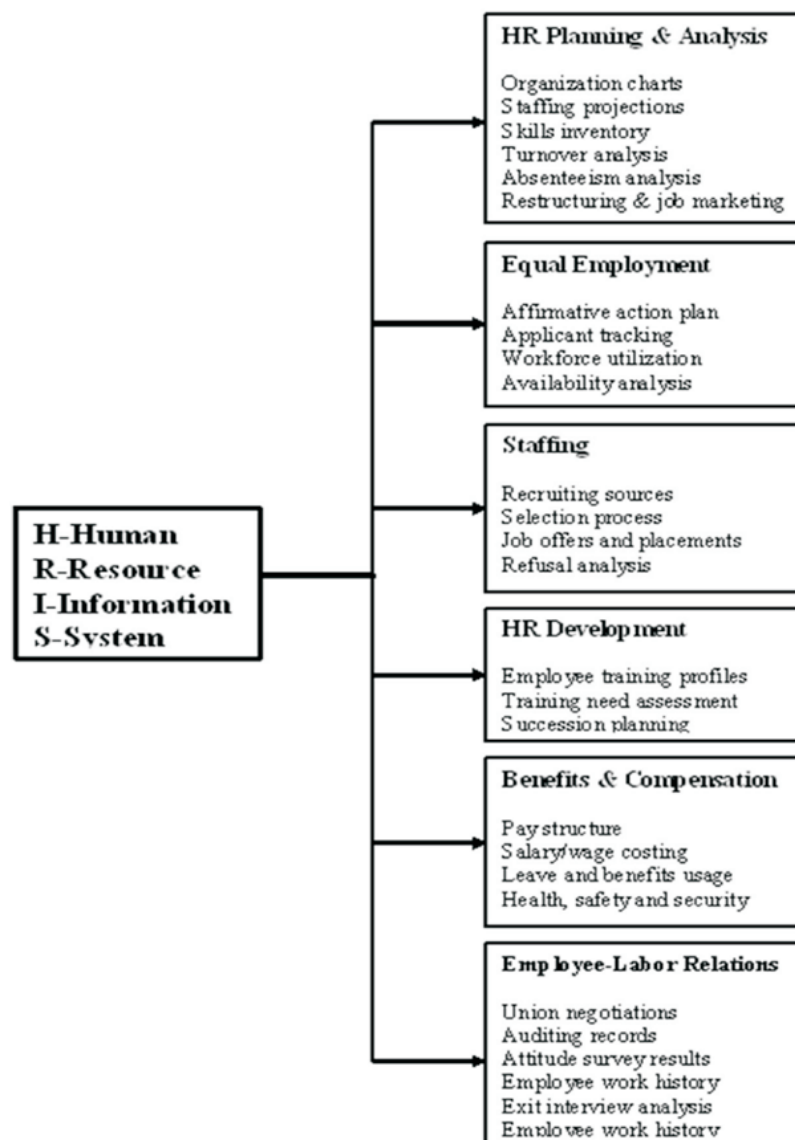 HR Planning & Analysis
Organization charts
Staffing projections
Skills inventory
Turnover analysis
Absenteeism analysis
Restructuring & job marketing
Equal Employment
Affirmative action plan
Applicant tracking
Workforce utilization
Availability analysis
Staffing
Recruiting sources
Selection process
Job offers and placements
Refusal analysis
H-Human
R-Resource
I-Information
S-System
HR Development
Employee training profiles
Training need assessment
Succession planning
Benefits & Compensation
Pay structure
Salary/wage costing
Leave and benefits usage
Health, safety and security
Employee-Labor Relations
Union negotiations
Auditing records
Attitude survey results
Employee work history
Exit interview analysis
Employee work history